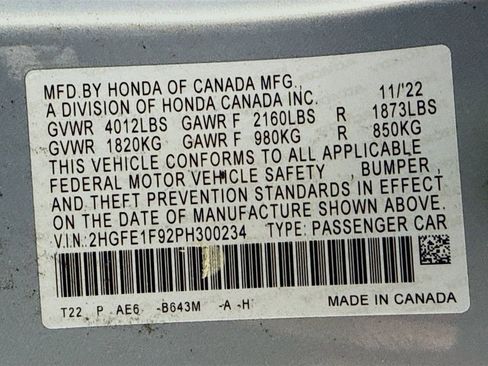 MFD.BY HONDA OF CANADA MFG., 11/'22
A DIVISION OF HONDA CANADA INC.
GVWR 4012LBS GAWR F 2160LBS R 1873LBS
GVWR 1820KG GAWR F 980KG R 850KG
THIS VEHICLE CONFORMS TO ALL APPLICABLE
FEDERAL MOTOR VEHICLE SAFETY , BUMPER ,
AND THEFT PREVENTION STANDARDS IN EFFECT
ON THE DATE OF MANUFACTURE SHOWN ABOVE.
V.I.N:2HGFE1F92PH300234 TYPE: PASSENGER CAR
T22 P AE6 -B643M -A -H
MADE IN CANADA